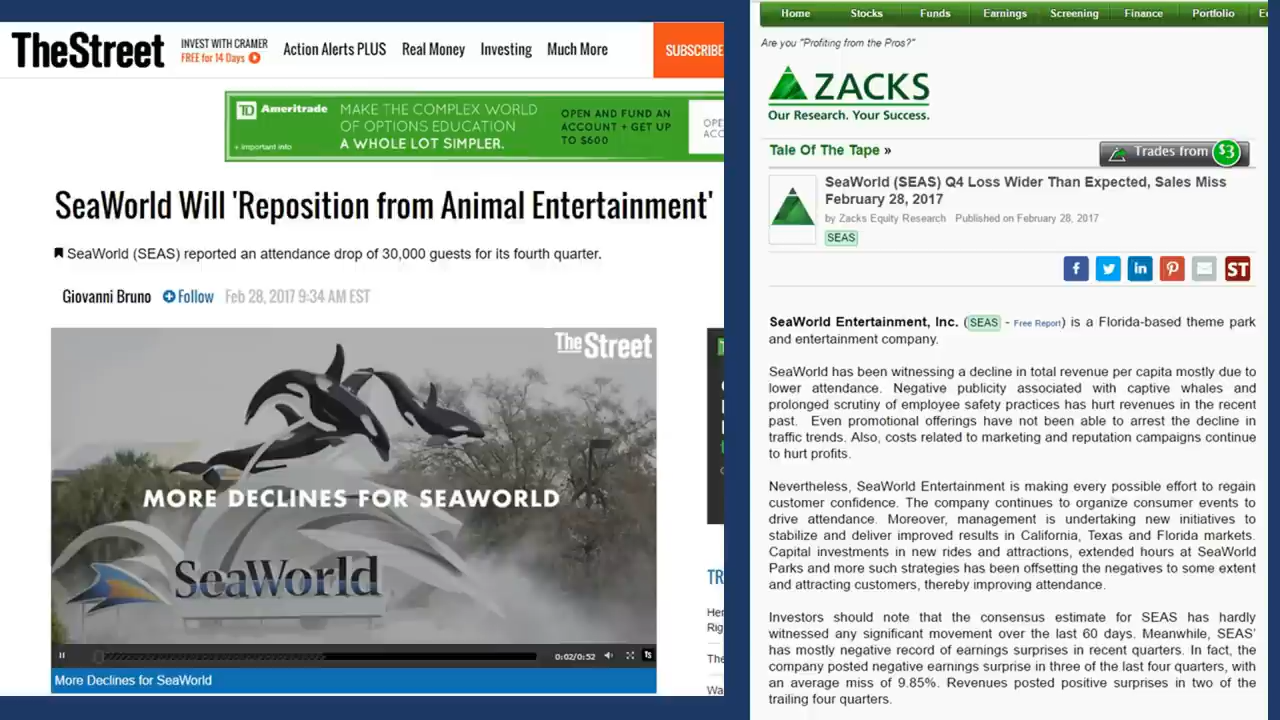 TheStreet
INVEST WITH CRAMER
FREE for 14 Days
Action Alerts PLUS
Real Money
Investing
Much More
SUBSCRIBE
TD Ameritrade
+ important info
MAKE THE COMPLEX WORLD
OF OPTIONS EDUCATION
A WHOLE LOT SIMPLER.
OPEN AND FUND AN
ACCOUNT + GET UP
TO $600
SeaWorld Will 'Reposition from Animal Entertainment'
SeaWorld (SEAS) reported an attendance drop of 30,000 guests for its fourth quarter.
Giovanni Bruno Follow Feb 28, 2017 9:34 AM EST
TheStreet
MORE DECLINES FOR SEAWORLD
SeaWorld
0:02/0:52
Ts
More Declines for SeaWorld
TR
Rig
Wa
Home Stocks Funds Earnings Screening Finance Portfolio
Are you "Profiting from the Pros?"
ZACKS
Our Research. Your Success.
Tale Of The Tape »
Trades from $3
SeaWorld (SEAS) Q4 Loss Wider Than Expected, Sales Miss
February 28, 2017
by Zacks Equity Research Published on February 28, 2017
SEAS
f
in
ST
SeaWorld Entertainment, Inc. (SEAS - Free Report) is a Florida-based theme park
and entertainment company.
SeaWorld has been witnessing a decline in total revenue per capita mostly due to
lower attendance. Negative publicity associated with captive whales and
prolonged scrutiny of employee safety practices has hurt revenues in the recent
past. Even promotional offerings have not been able to arrest the decline in
traffic trends. Also, costs related to marketing and reputation campaigns continue
to hurt profits.
Nevertheless, SeaWorld Entertainment is making every possible effort to regain
customer confidence. The company continues to organize consumer events to
drive attendance. Moreover, management is undertaking new initiatives to
stabilize and deliver improved results in California, Texas and Florida markets.
Capital investments in new rides and attractions, extended hours at SeaWorld
Parks and more such strategies has been offsetting the negatives to some extent
and attracting customers, thereby improving attendance.
Investors should note that the consensus estimate for SEAS has hardly
witnessed any significant movement over the last 60 days. Meanwhile, SEAS'
has mostly negative record of earnings surprises in recent quarters. In fact, the
company posted negative earnings surprise in three of the last four quarters, with
an average miss of 9.85%. Revenues posted positive surprises in two of the
trailing four quarters.